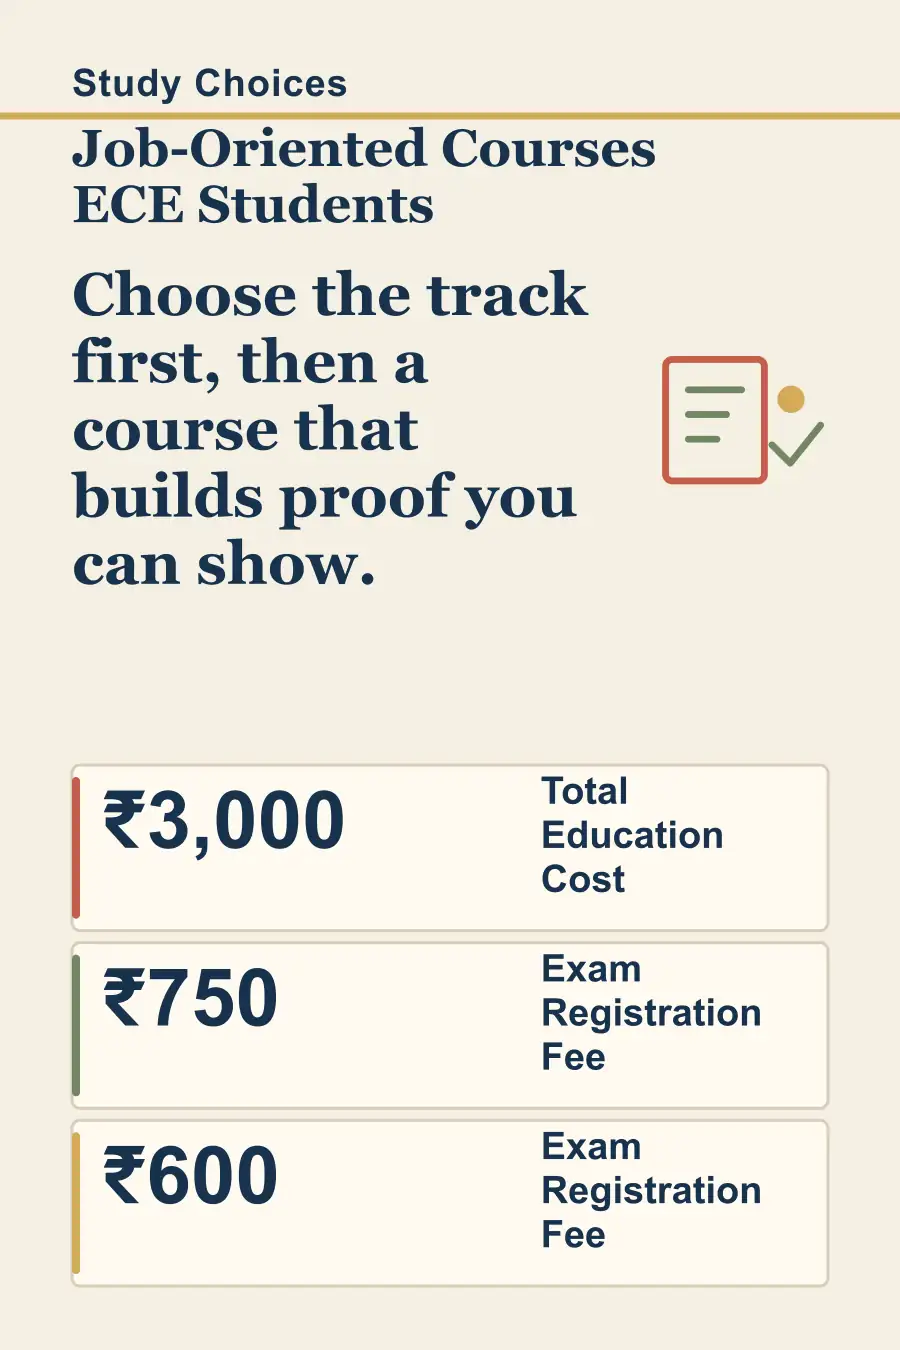 Study Choices
Job-Oriented Courses
ECE Students
Choose the track
first, then a
course that
builds proof you
can show.
₹3,000
Total
Education
Cost
₹750
Exam
Registration
Fee
₹600
Exam
Registration
Fee